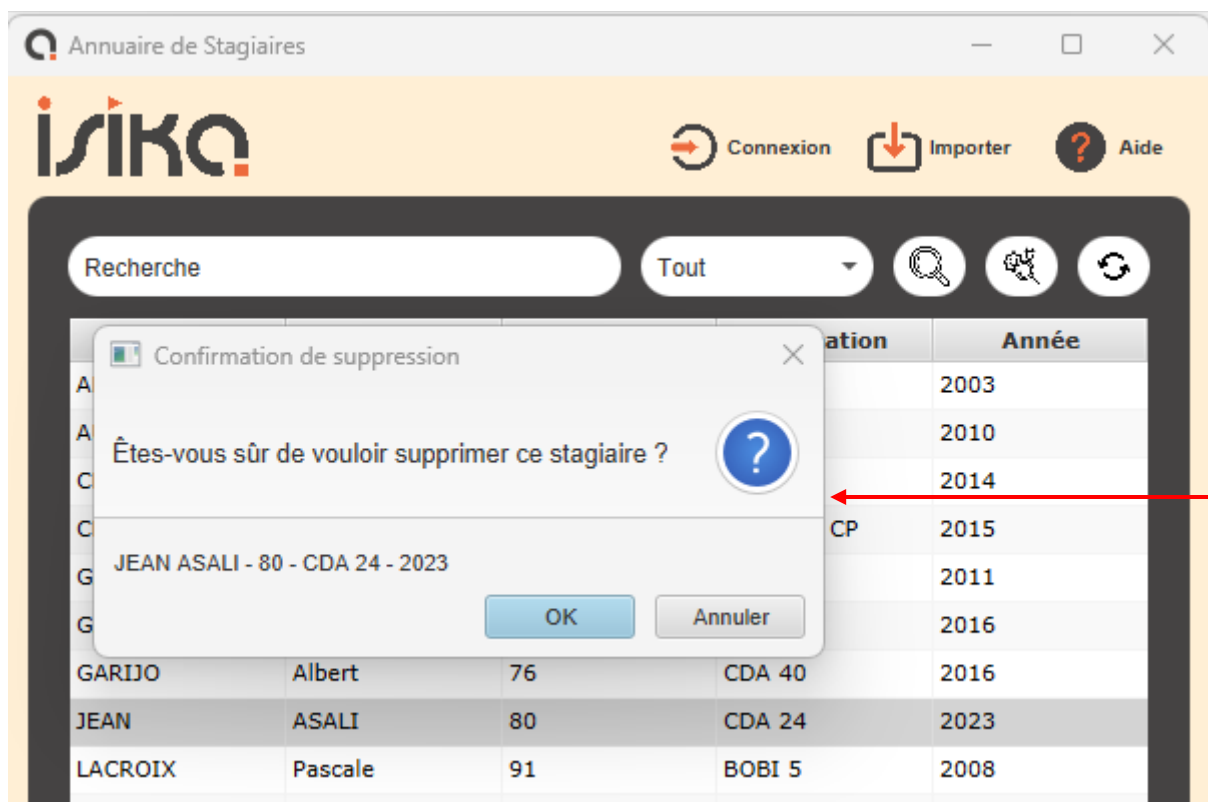 Annuaire de Stagiaires
isika
Connexion Importer ? Aide
Recherche Tout
ation Année
Confirmation de suppression
A 2003
A 2010
Êtes-vous sûr de vouloir supprimer ce stagiaire ? ?
C 2014
C CP 2015
JEAN ASALI - 80 - CDA 24 - 2023
G 2011
OK Annuler
G 2016
GARIJO Albert 76 CDA 40 2016
JEAN ASALI 80 CDA 24 2023
LACROIX Pascale 91 BOBI 5 2008